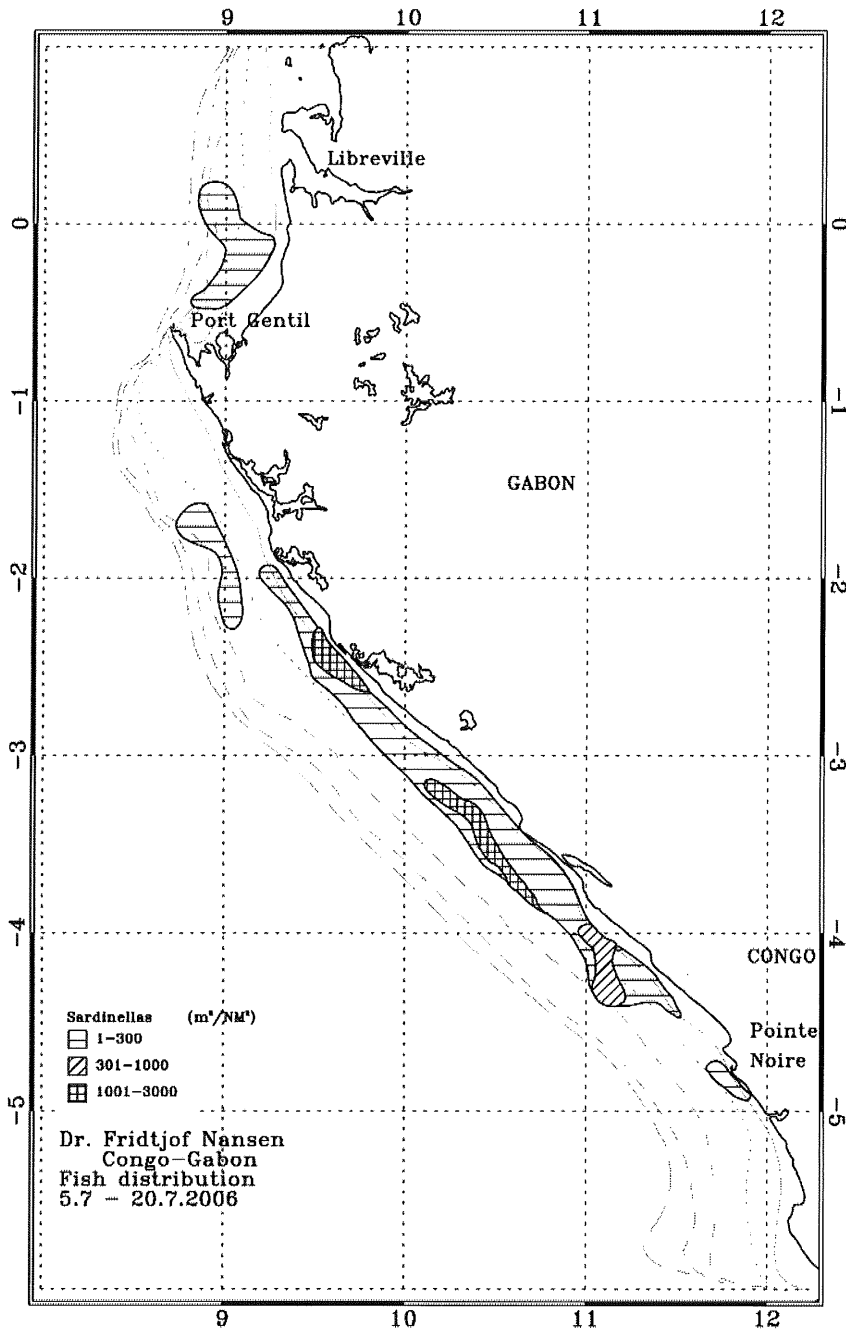 9 10 11 12
Libreville
0 0
Port Gentil
-1 -1
GABON
-2 -2
-3 -3
-4 -4
CONGO
Sardinellas (m²/NM²)
1-300
301-1000
1001-3000
Pointe
Noire
-5 -5
Dr. Fridtjof Nansen
Congo-Gabon
Fish distribution
5.7 - 20.7.2006
9 10 11 12